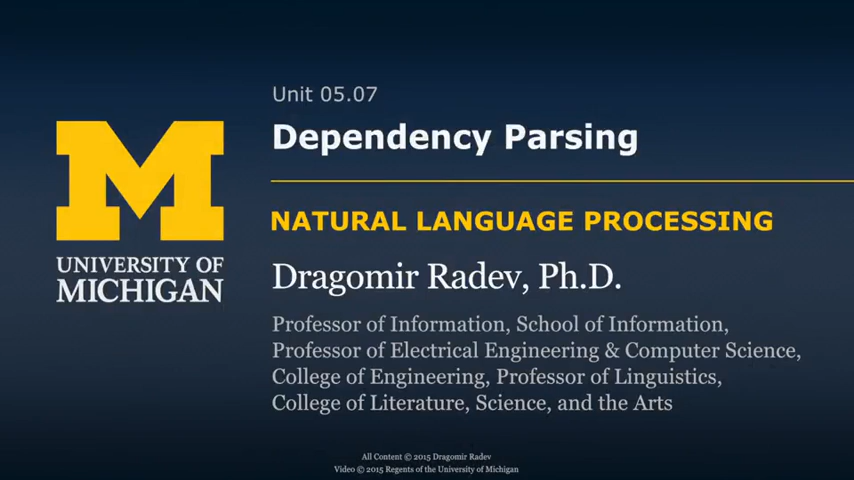 Unit 05.07
Dependency Parsing
NATURAL LANGUAGE PROCESSING
UNIVERSITY OF
MICHIGAN
Dragomir Radev, Ph.D.
Professor of Information, School of Information,
Professor of Electrical Engineering & Computer Science,
College of Engineering, Professor of Linguistics,
College of Literature, Science, and the Arts
All Content © 2015 Dragomir Radev
Video © 2015 Regents of the University of Michigan